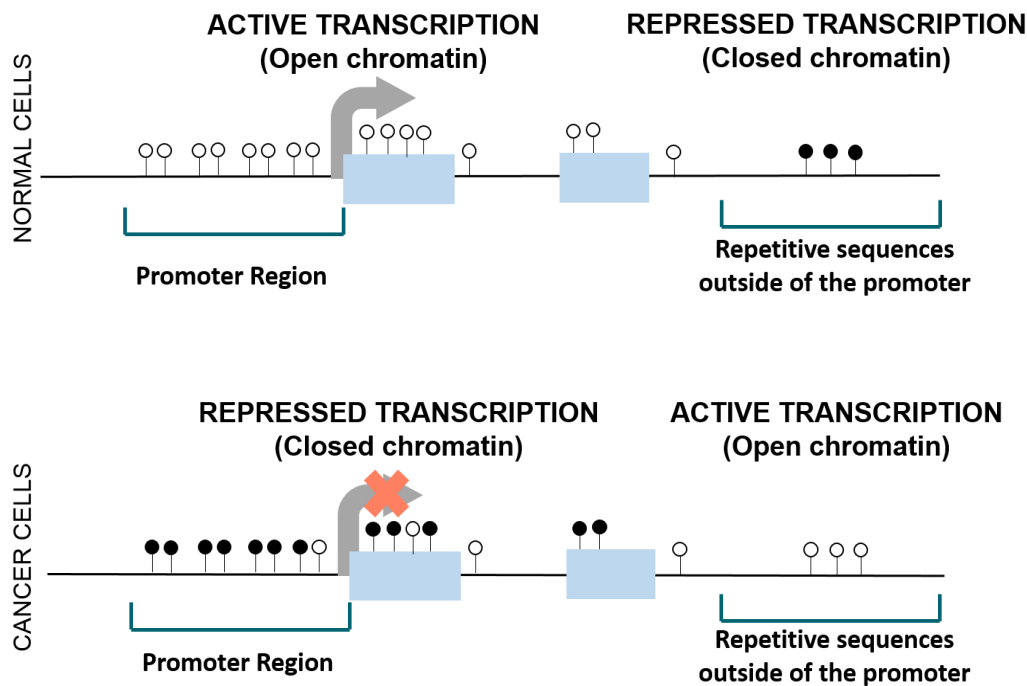 ACTIVE TRANSCRIPTION
(Open chromatin)
REPRESSED TRANSCRIPTION
(Closed chromatin)
NORMAL CELLS
Promoter Region
Repetitive sequences
outside of the promoter
REPRESSED TRANSCRIPTION
(Closed chromatin)
ACTIVE TRANSCRIPTION
(Open chromatin)
CANCER CELLS
Promoter Region
Repetitive sequences
outside of the promoter